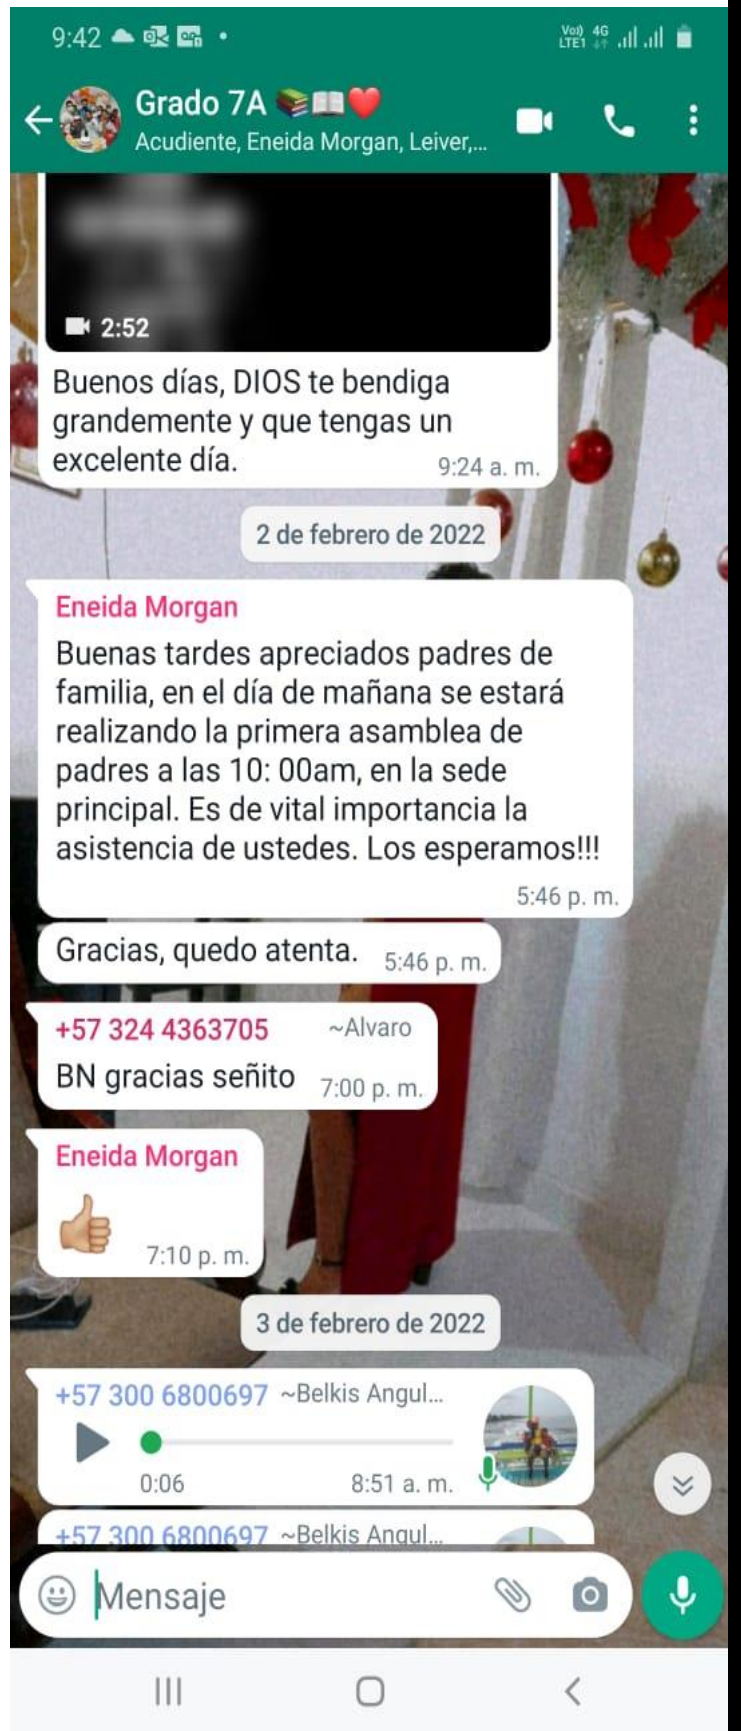 9:42
Vo)) 4G
LTE1
Grado 7A 📚📖❤️
Acudiente, Eneida Morgan, Leiver,...
2:52
Buenos días, DIOS te bendiga
grandemente y que tengas un
excelente día.
9:24 a. m.
2 de febrero de 2022
Eneida Morgan
Buenas tardes apreciados padres de
familia, en el día de mañana se estará
realizando la primera asamblea de
padres a las 10: 00am, en la sede
principal. Es de vital importancia la
asistencia de ustedes. Los esperamos!!!
5:46 p. m.
Gracias, quedo atenta. 5:46 p. m.
+57 324 4363705 ~Alvaro
BN gracias señito 7:00 p. m.
Eneida Morgan
👍🏼
7:10 p. m.
3 de febrero de 2022
+57 300 6800697 ~Belkis Angul...
0:06 8:51 a. m.
+57 300 6800697 ~Belkis Angul...
Mensaje